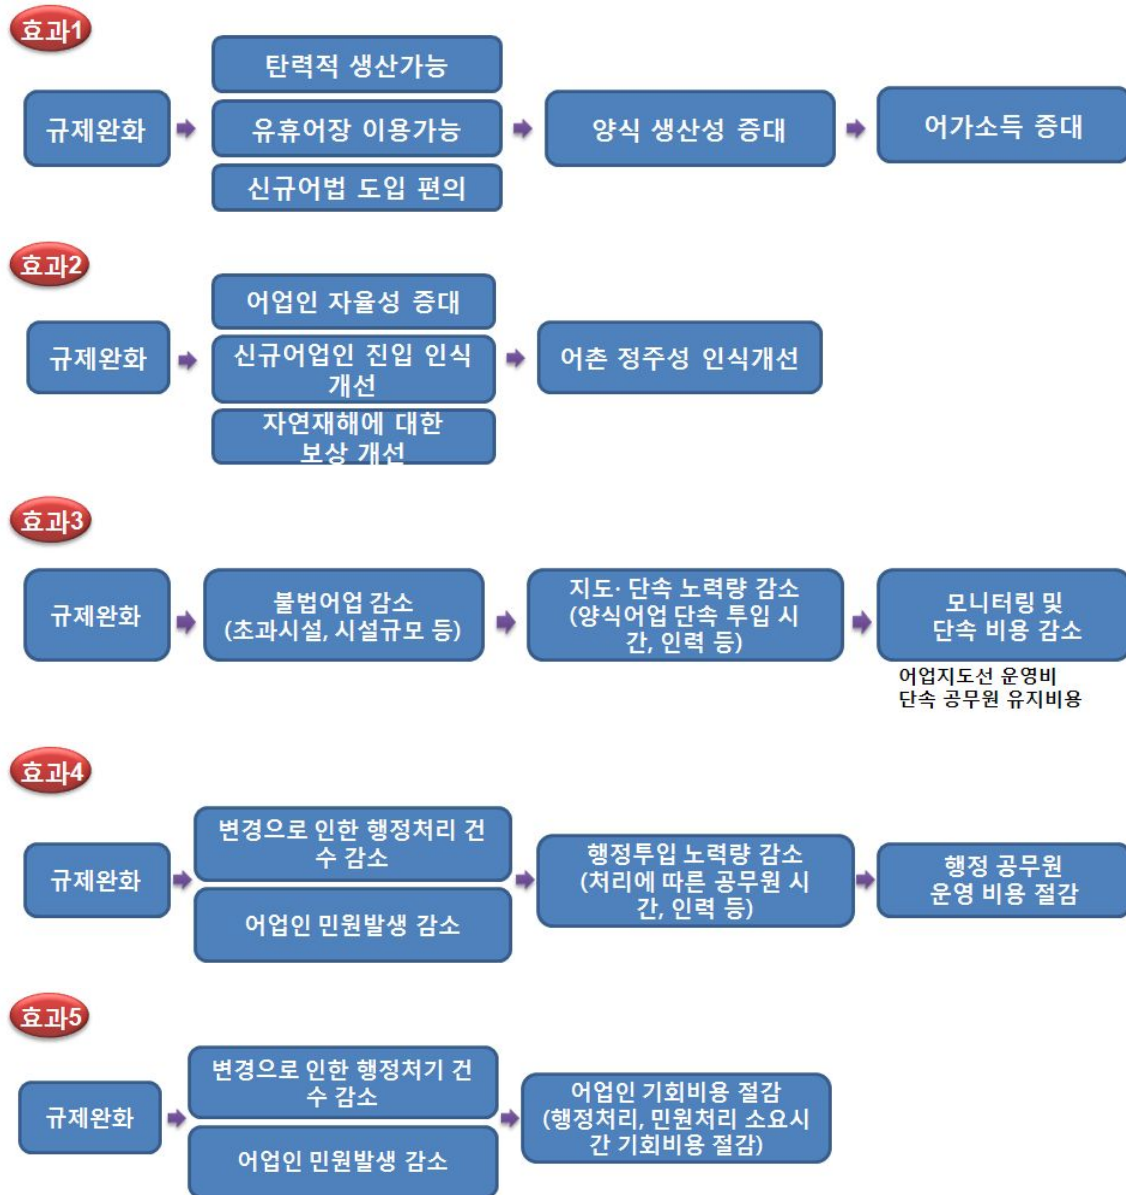 효과1
규제완화
탄력적 생산가능
유휴어장 이용가능
신규어법 도입 편의
양식 생산성 증대
어가소득 증대
효과2
규제완화
어업인 자율성 증대
신규어업인 진입 인식
개선
자연재해에 대한
보상 개선
어촌 정주성 인식개선
효과3
규제완화
불법어업 감소
(초과시설, 시설규모 등)
지도· 단속 노력량 감소
(양식어업 단속 투입 시
간, 인력 등)
모니터링 및
단속 비용 감소
어업지도선 운영비
단속 공무원 유지비용
효과4
규제완화
변경으로 인한 행정처리 건
수 감소
어업인 민원발생 감소
행정투입 노력량 감소
(처리에 따른 공무원 시
간, 인력 등)
행정 공무원
운영 비용 절감
효과5
규제완화
변경으로 인한 행정처기 건
수 감소
어업인 민원발생 감소
어업인 기회비용 절감
(행정처리, 민원처리 소요시
간 기회비용 절감)